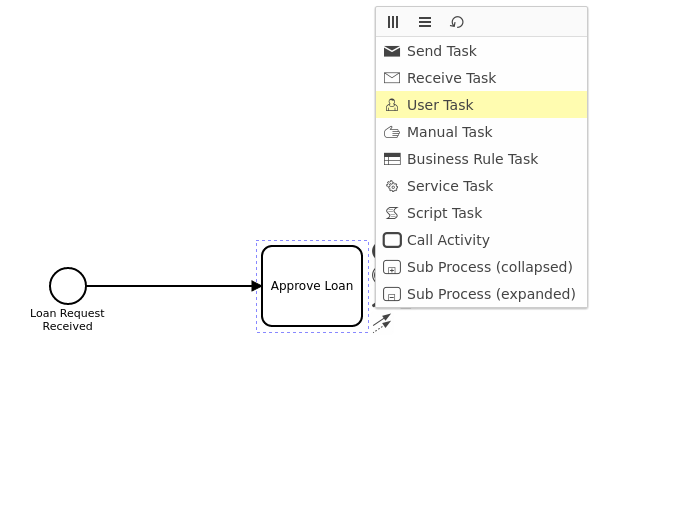 Send Task
Receive Task
User Task
Manual Task
Business Rule Task
Service Task
Script Task
Call Activity
Sub Process (collapsed)
Sub Process (expanded)
Approve Loan
Loan Request
Received